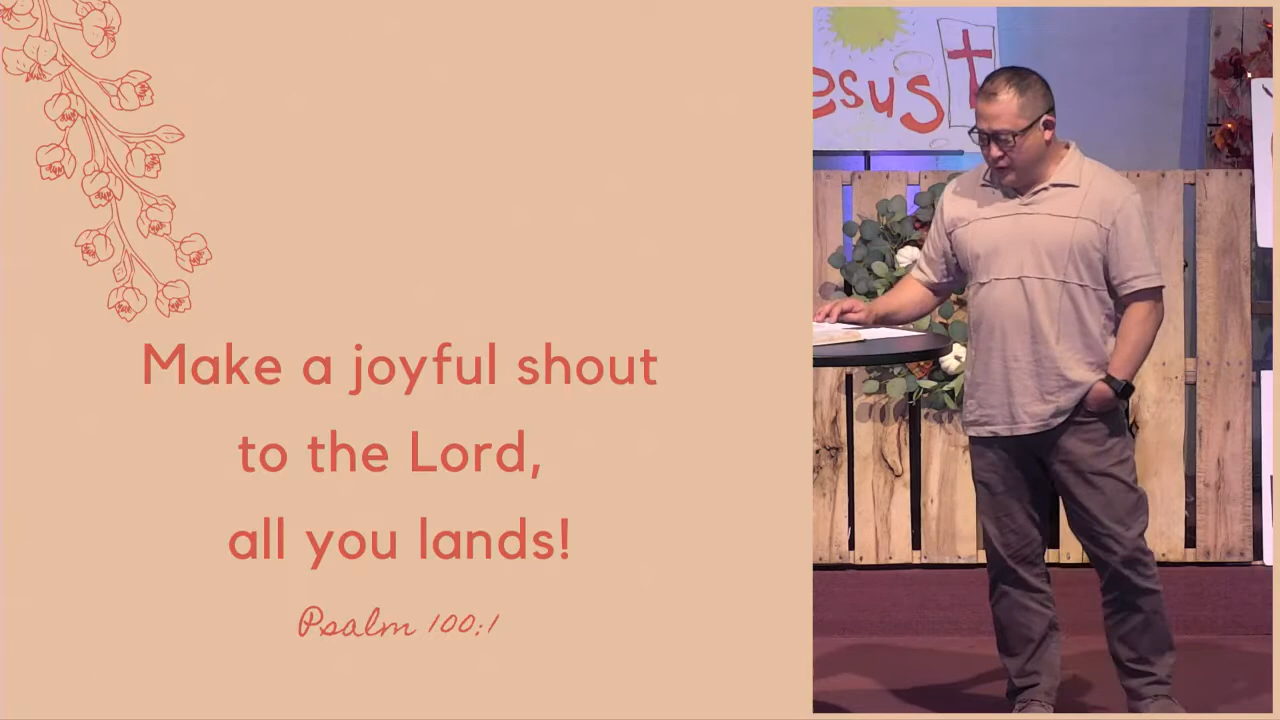 Make a joyful shout
to the Lord,
all you lands!
Psalm 100:1
esus